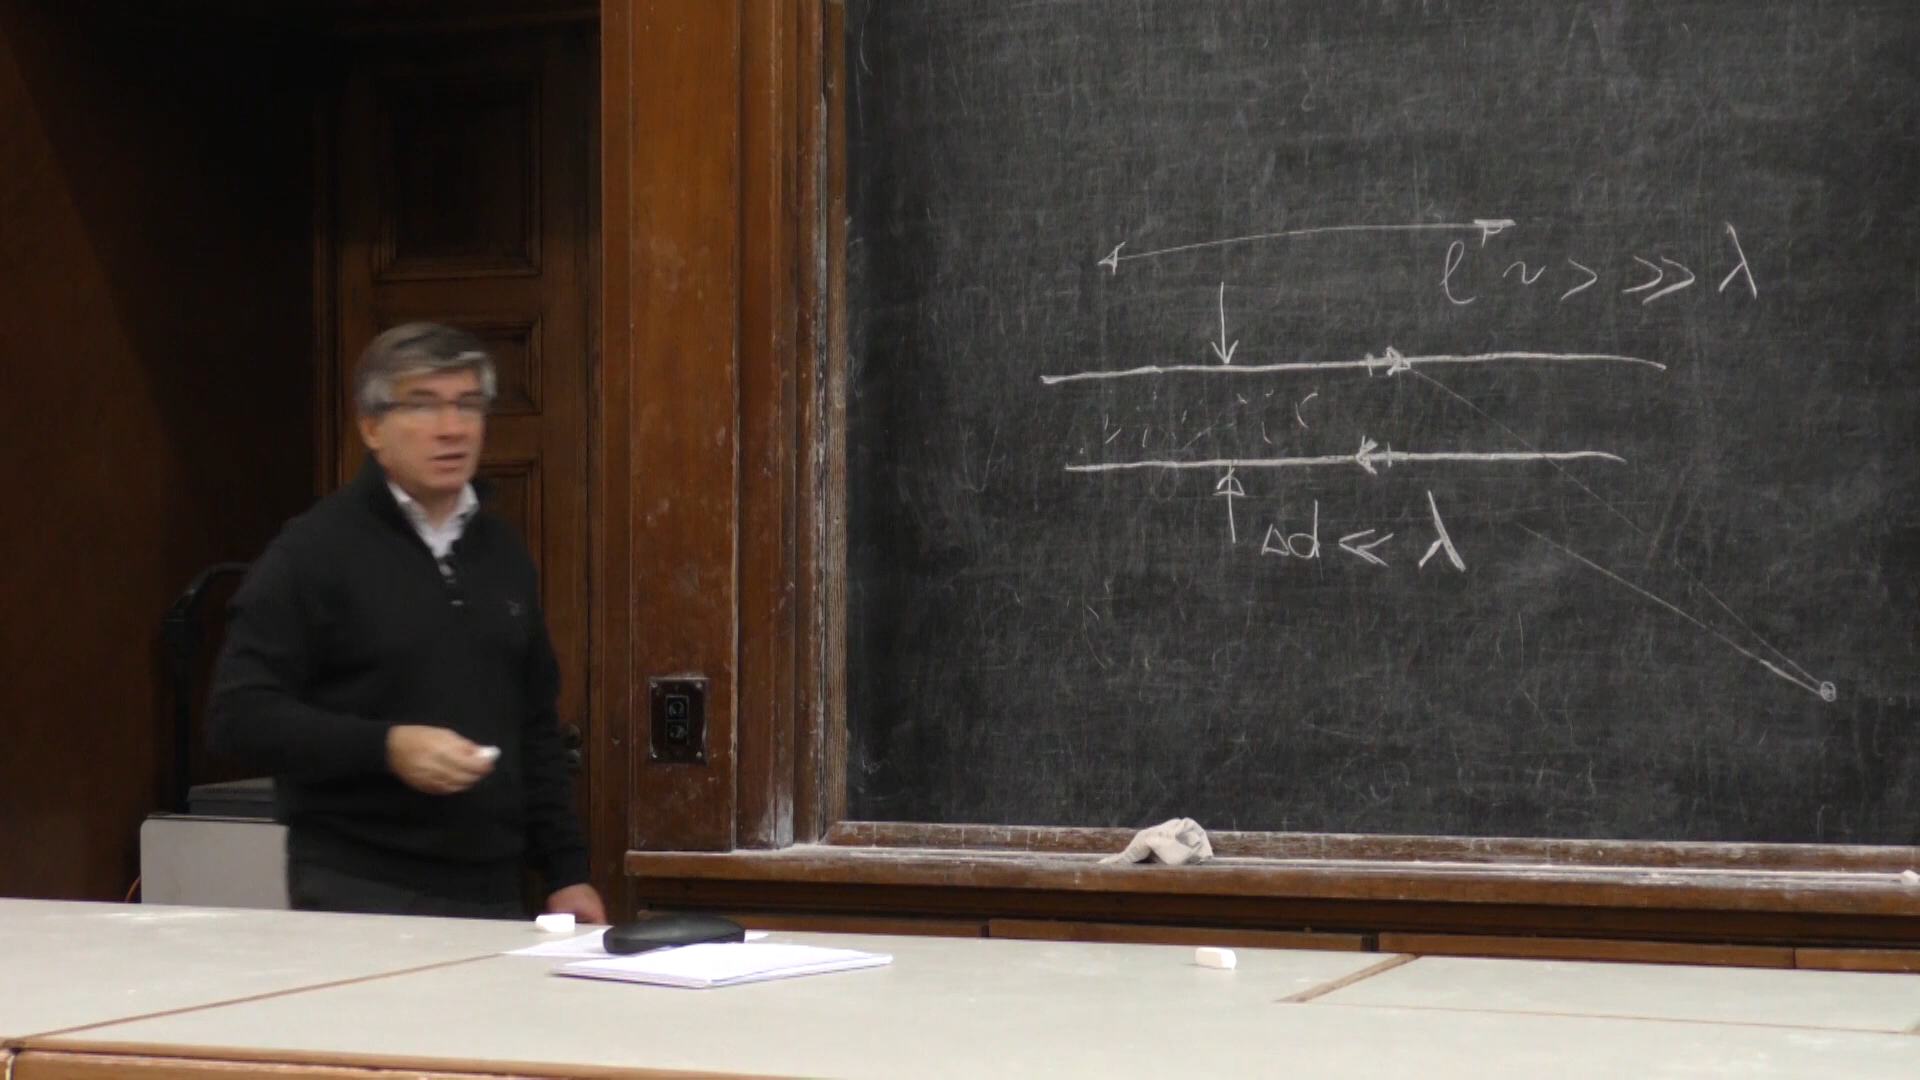 ℓ ~ > >> λ
Δd << λ